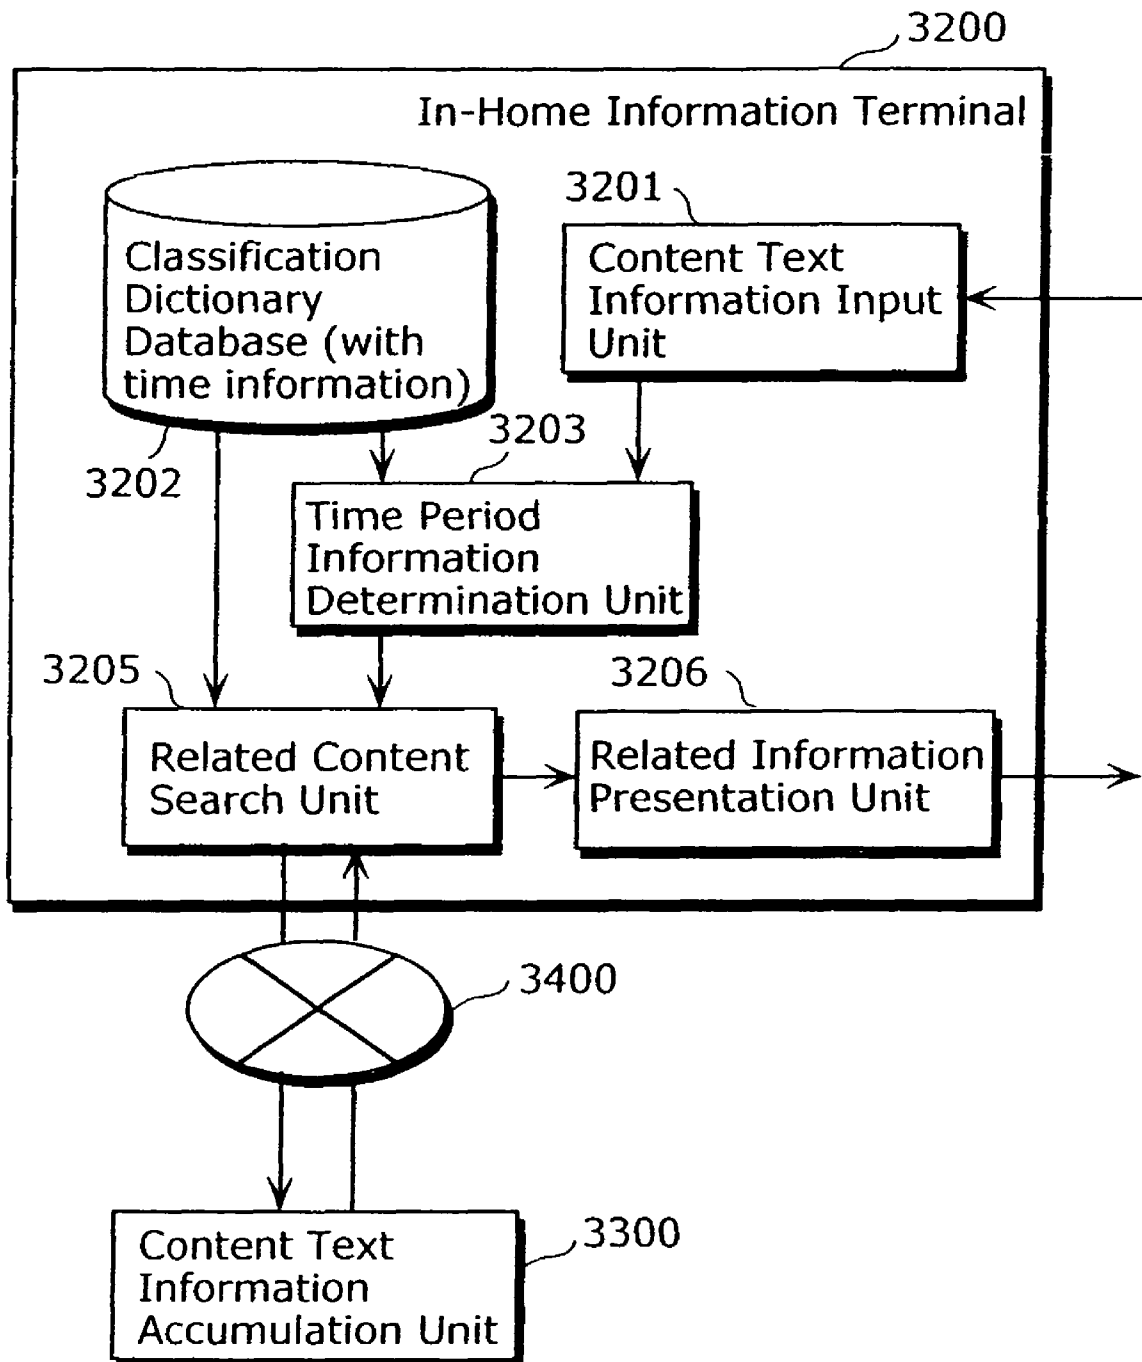 3200
In-Home Information Terminal
3201
Classification
Dictionary
Database (with
time information)
Content Text
Information Input
Unit
3202
3203
Time Period
Information
Determination Unit
3205
3206
Related Content
Search Unit
Related Information
Presentation Unit
3400
3300
Content Text
Information
Accumulation Unit